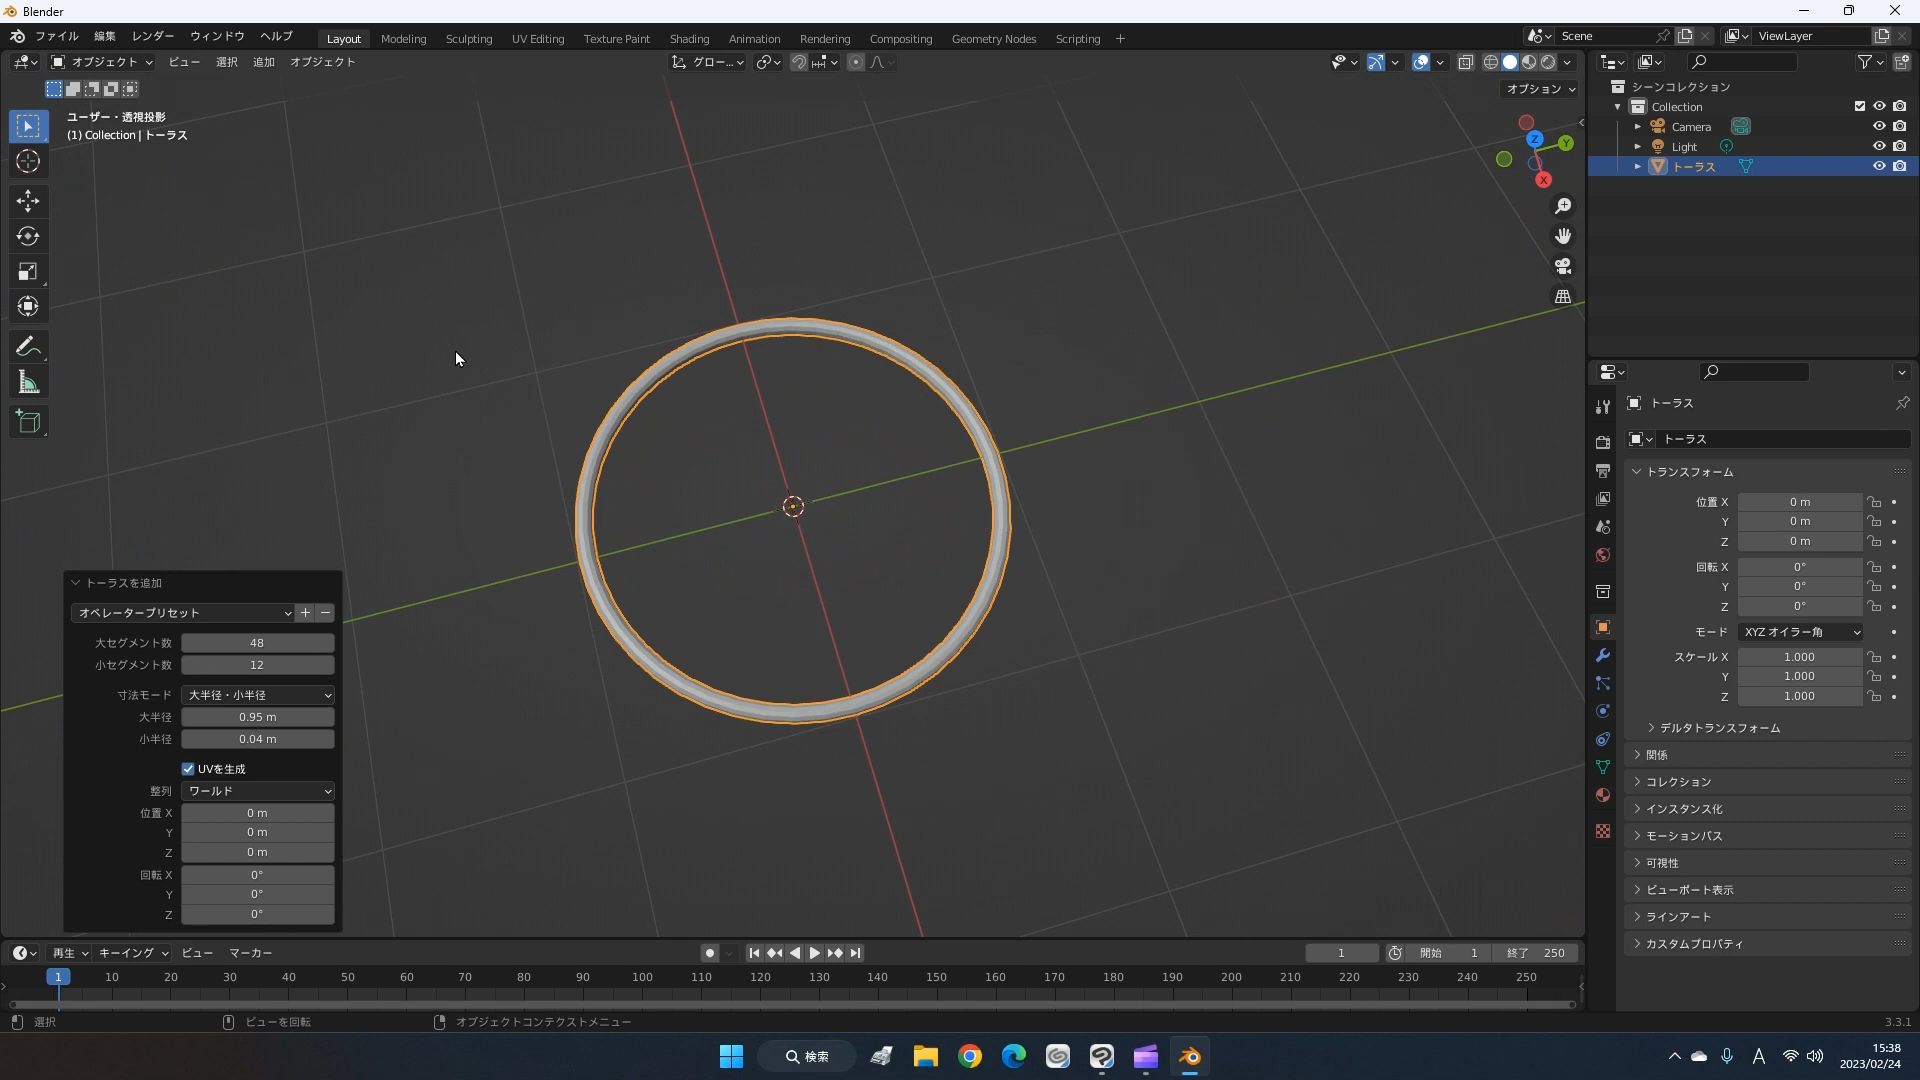 Blender
ファイル 編集 レンダー ウィンドウ ヘルプ Layout Modeling Sculpting UV Editing Texture Paint Shading Animation Rendering Compositing Geometry Nodes Scripting + Scene ViewLayer
オブジェクト ビュー 選択 追加 オブジェクト グロー...
オプション
ユーザー・透視投影
(1) Collection | トーラス
Z
Y
X
シーンコレクション
Collection
Camera
Light
トーラス
トーラス
トーラス
トランスフォーム
位置 X 0 m
Y 0 m
Z 0 m
回転 X 0°
Y 0°
Z 0°
モード XYZ オイラー角
スケール X 1.000
Y 1.000
Z 1.000
デルタトランスフォーム
関係
コレクション
インスタンス化
モーションパス
可視性
ビューポート表示
ラインアート
カスタムプロパティ
トーラスを追加
オペレータープリセット + −
大セグメント数 48
小セグメント数 12
寸法モード 大半径・小半径
大半径 0.95 m
小半径 0.04 m
UVを生成
整列 ワールド
位置 X 0 m
Y 0 m
Z 0 m
回転 X 0°
Y 0°
Z 0°
再生 キーイング ビュー マーカー 1 開始 1 終了 250
1 10 20 30 40 50 60 70 80 90 100 110 120 130 140 150 160 170 180 190 200 210 220 230 240 250
選択 ビューを回転 オブジェクトコンテクストメニュー 3.3.1
検索 A 15:38
2023/02/24